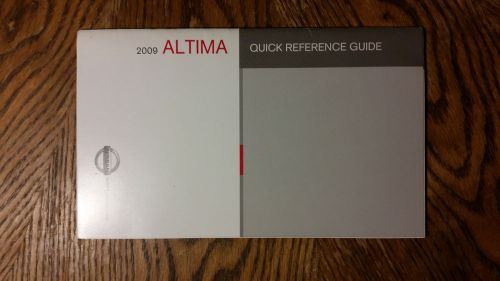 2009 ALTIMA
QUICK REFERENCE GUIDE